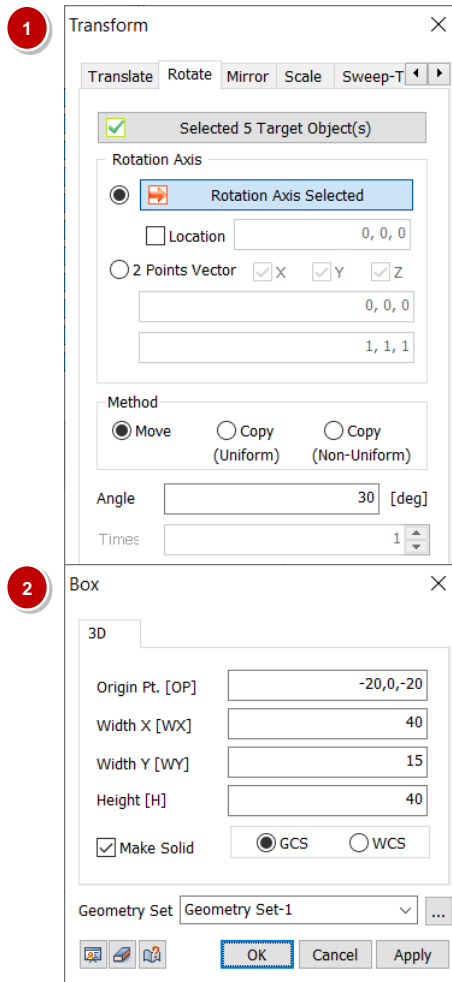 1
Transform
Translate Rotate Mirror Scale Sweep-T
Selected 5 Target Object(s)
Rotation Axis
Rotation Axis Selected
Location 0, 0, 0
2 Points Vector X Y Z
0, 0, 0
1, 1, 1
Method
Move Copy Copy
(Uniform) (Non-Uniform)
Angle 30 [deg]
Times 1
2
Box
3D
Origin Pt. [OP] -20,0,-20
Width X [WX] 40
Width Y [WY] 15
Height [H] 40
Make Solid GCS WCS
Geometry Set Geometry Set-1 ...
OK Cancel Apply